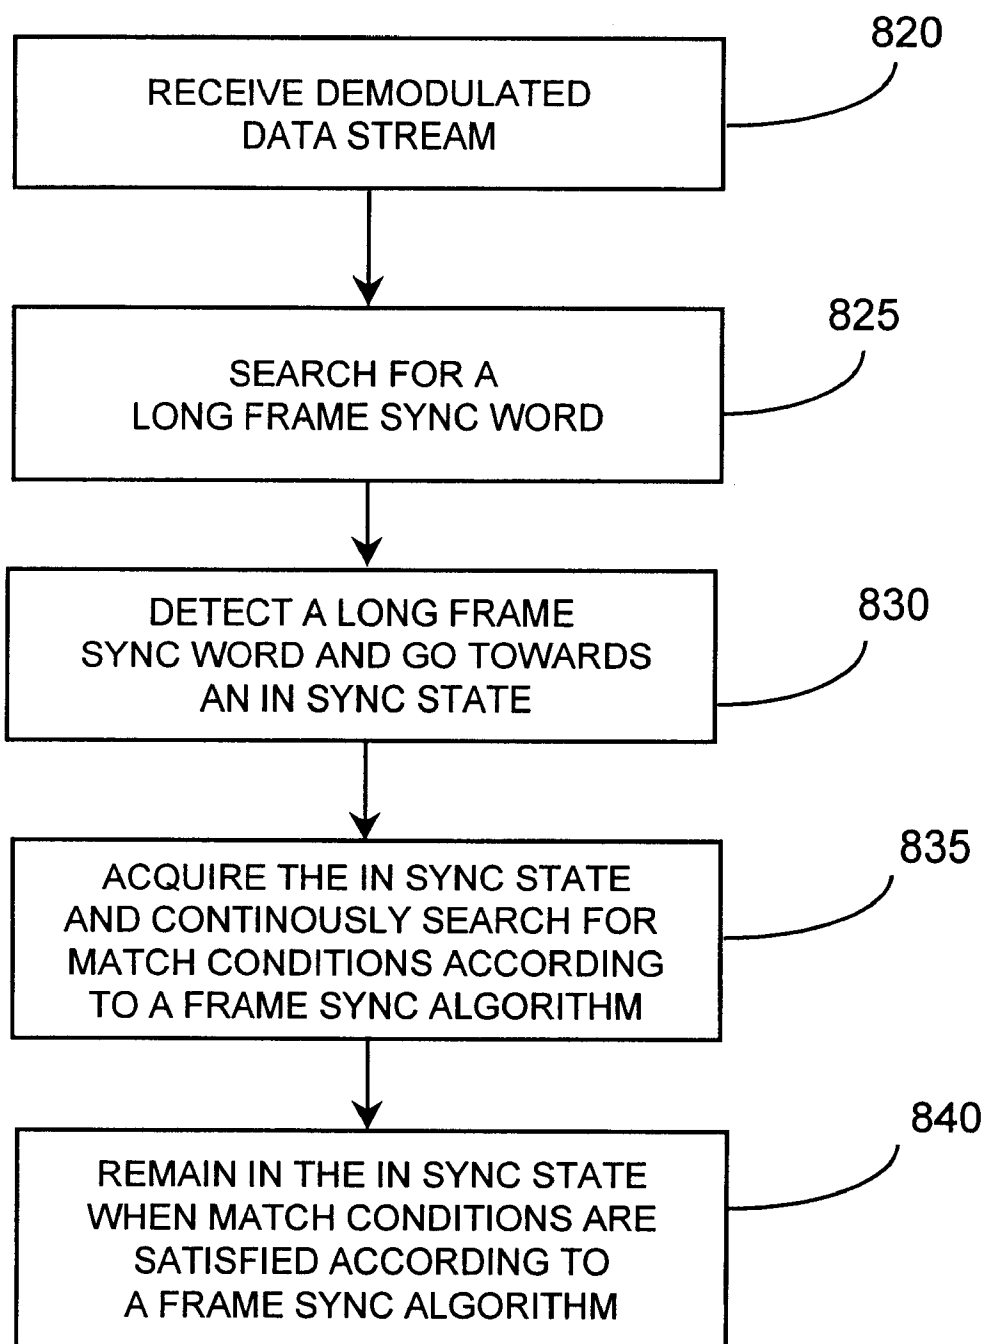 820
RECEIVE DEMODULATED
DATA STREAM
825
SEARCH FOR A
LONG FRAME SYNC WORD
830
DETECT A LONG FRAME
SYNC WORD AND GO TOWARDS
AN IN SYNC STATE
835
ACQUIRE THE IN SYNC STATE
AND CONTINOUSLY SEARCH FOR
MATCH CONDITIONS ACCORDING
TO A FRAME SYNC ALGORITHM
840
REMAIN IN THE IN SYNC STATE
WHEN MATCH CONDITIONS ARE
SATISFIED ACCORDING TO
A FRAME SYNC ALGORITHM